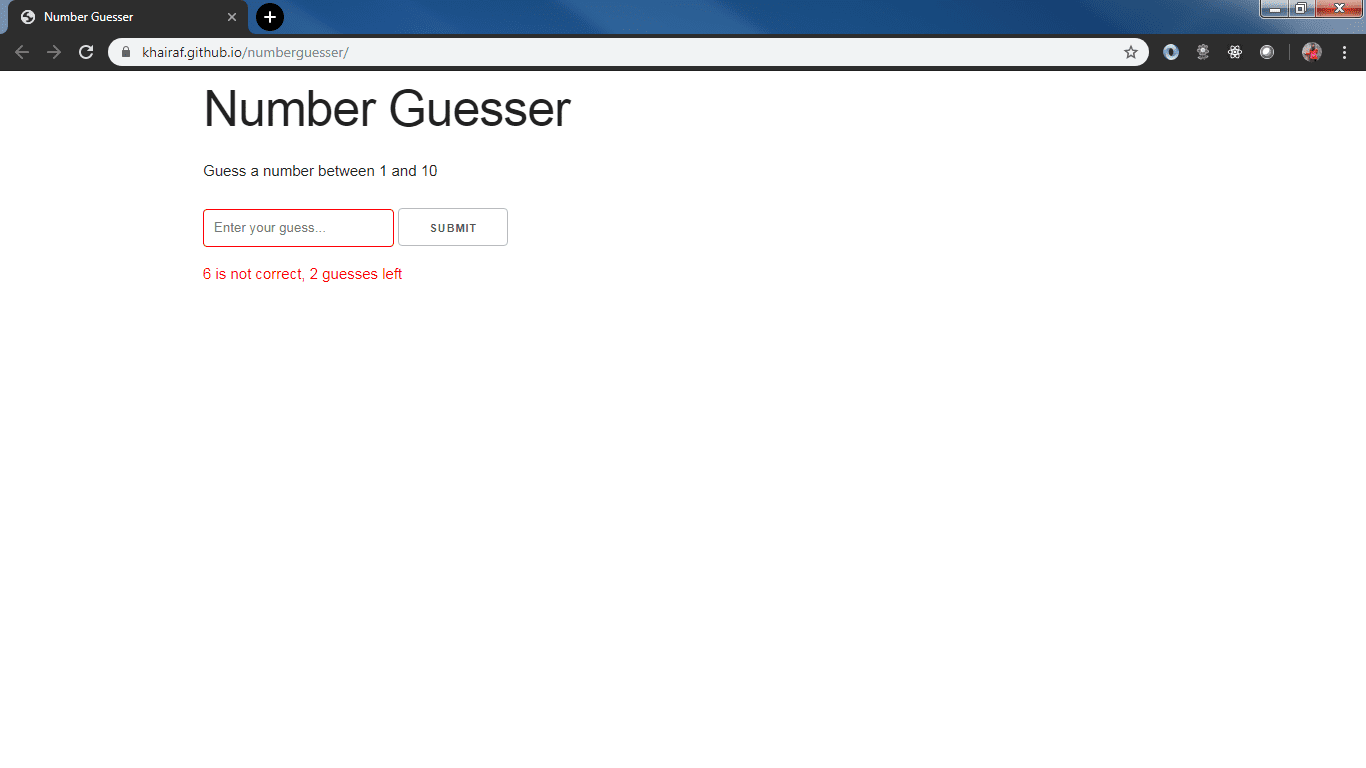 Number Guesser
khairaf.github.io/numberguesser/
Number Guesser
Guess a number between 1 and 10
Enter your guess...
SUBMIT
6 is not correct, 2 guesses left